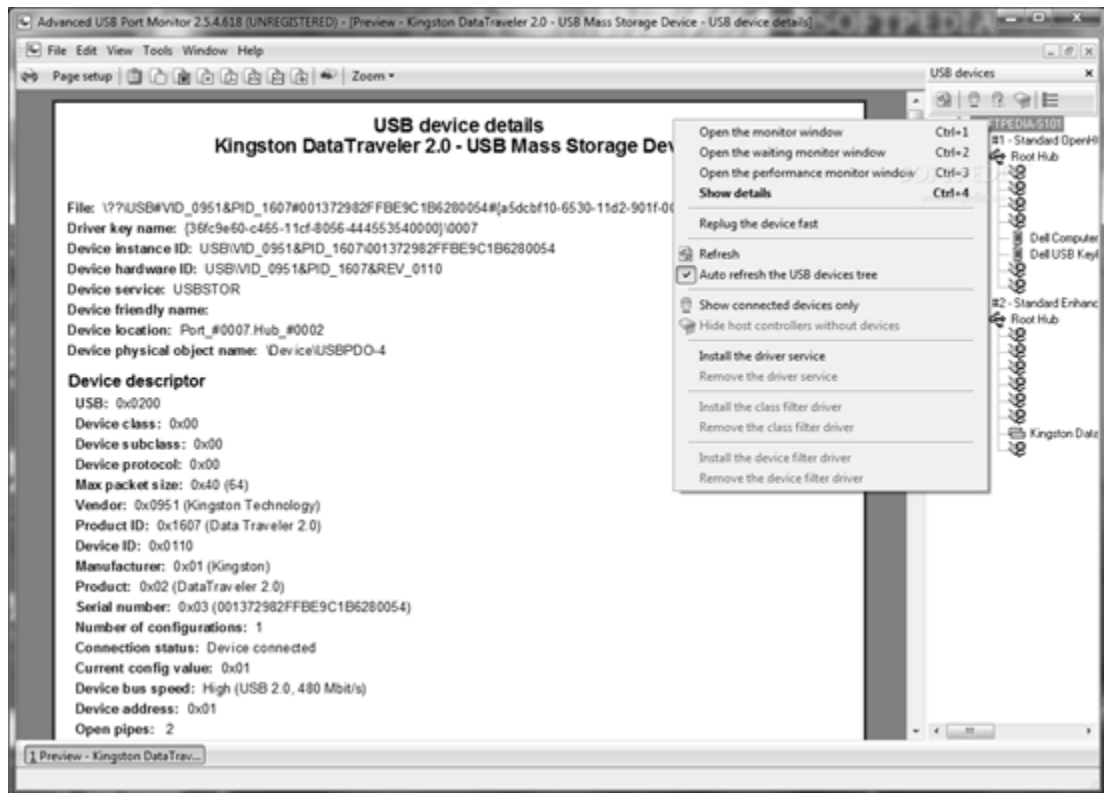 Advanced USB Port Monitor 2.5.4.618 (UNREGISTERED) - [Preview - Kingston DataTraveler 2.0 - USB Mass Storage Device - USB device details]
SOFTPEDIA
File Edit View Tools Window Help
Page setup Zoom
USB devices
USB device details
Kingston DataTraveler 2.0 - USB Mass Storage Dev
File: \??\USB#VID_0951&PID_1607#001372982FFBE9C1B6280054#{a5dcbf10-6530-11d2-901f-00
Driver key name: {36fc9e60-c465-11cf-8056-444553540000}\0007
Device instance ID: USB\VID_0951&PID_1607\001372982FFBE9C1B6280054
Device hardware ID: USB\VID_0951&PID_1607&REV_0110
Device service: USBSTOR
Device friendly name:
Device location: Port_#0007.Hub_#0002
Device physical object name: \Device\USBPDO-4
Device descriptor
USB: 0x0200
Device class: 0x00
Device subclass: 0x00
Device protocol: 0x00
Max packet size: 0x40 (64)
Vendor: 0x0951 (Kingston Technology)
Product ID: 0x1607 (Data Traveler 2.0)
Device ID: 0x0110
Manufacturer: 0x01 (Kingston)
Product: 0x02 (DataTraveler 2.0)
Serial number: 0x03 (001372982FFBE9C1B6280054)
Number of configurations: 1
Connection status: Device connected
Current config value: 0x01
Device bus speed: High (USB 2.0, 480 Mbit/s)
Device address: 0x01
Open pipes: 2
Open the monitor window Ctrl+1
Open the waiting monitor window Ctrl+2
Open the performance monitor window Ctrl+3
Show details Ctrl+4
Replug the device fast
Refresh
Auto refresh the USB devices tree
Show connected devices only
Hide host controllers without devices
Install the driver service
Remove the driver service
Install the class filter driver
Remove the class filter driver
Install the device filter driver
Remove the device filter driver
FTPEDIA-S101
#1 - Standard OpenH
Root Hub
Dell Computer
Dell USB Keyl
#2 - Standard Enhanc
Root Hub
Kingston Data
1 Preview - Kingston DataTrav...